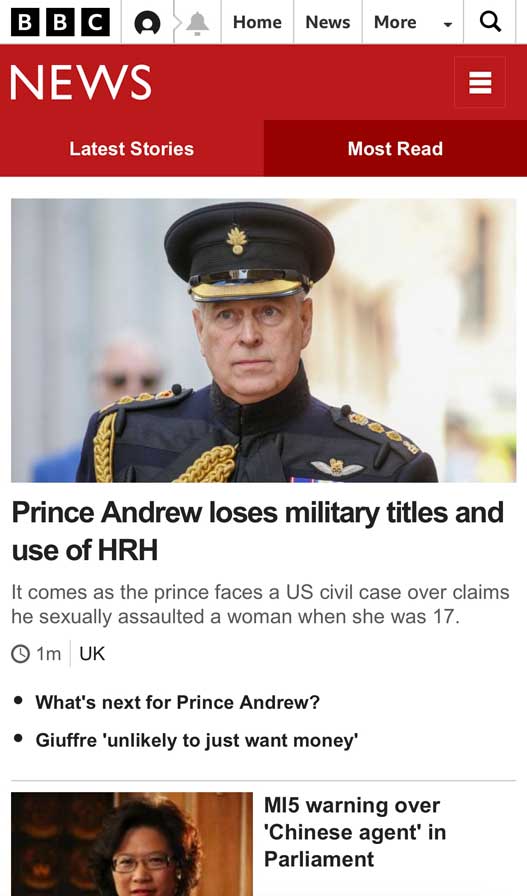 BBC Home News More
NEWS
Latest Stories Most Read
Prince Andrew loses military titles and
use of HRH
It comes as the prince faces a US civil case over claims
he sexually assaulted a woman when she was 17.
1m UK
What's next for Prince Andrew?
Giuffre 'unlikely to just want money'
MI5 warning over
'Chinese agent' in
Parliament